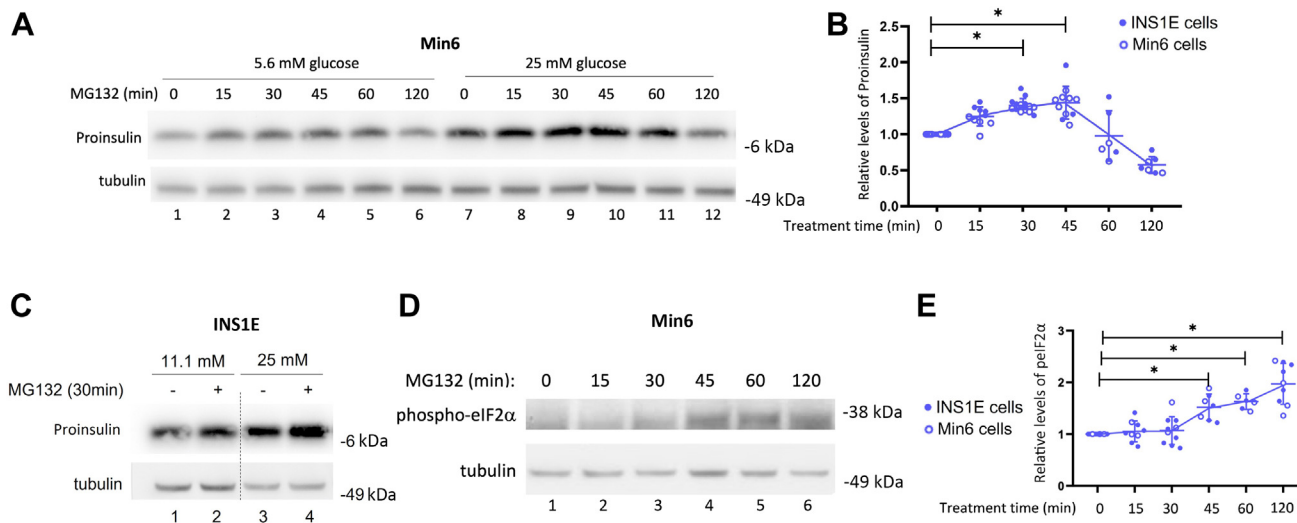 A
Min6
5.6 mM glucose 25 mM glucose
MG132 (min) 0 15 30 45 60 120 0 15 30 45 60 120
Proinsulin
-6 kDa
tubulin
-49 kDa
1 2 3 4 5 6 7 8 9 10 11 12
B
INS1E cells
Min6 cells
* *
Relative levels of Proinsulin
2.5
2.0
1.5
1.0
0.5
0.0
Treatment time (min) 0 15 30 45 60 120
C
INS1E
11.1 mM 25 mM
MG132 (30min) - + - +
Proinsulin
-6 kDa
tubulin
-49 kDa
1 2 3 4
D
Min6
MG132 (min): 0 15 30 45 60 120
phospho-eIF2α
-38 kDa
tubulin
-49 kDa
1 2 3 4 5 6
E
INS1E cells
Min6 cells
* * *
Relative levels of peIF2α
3
2
1
0
Treatment time (min) 0 15 30 45 60 120